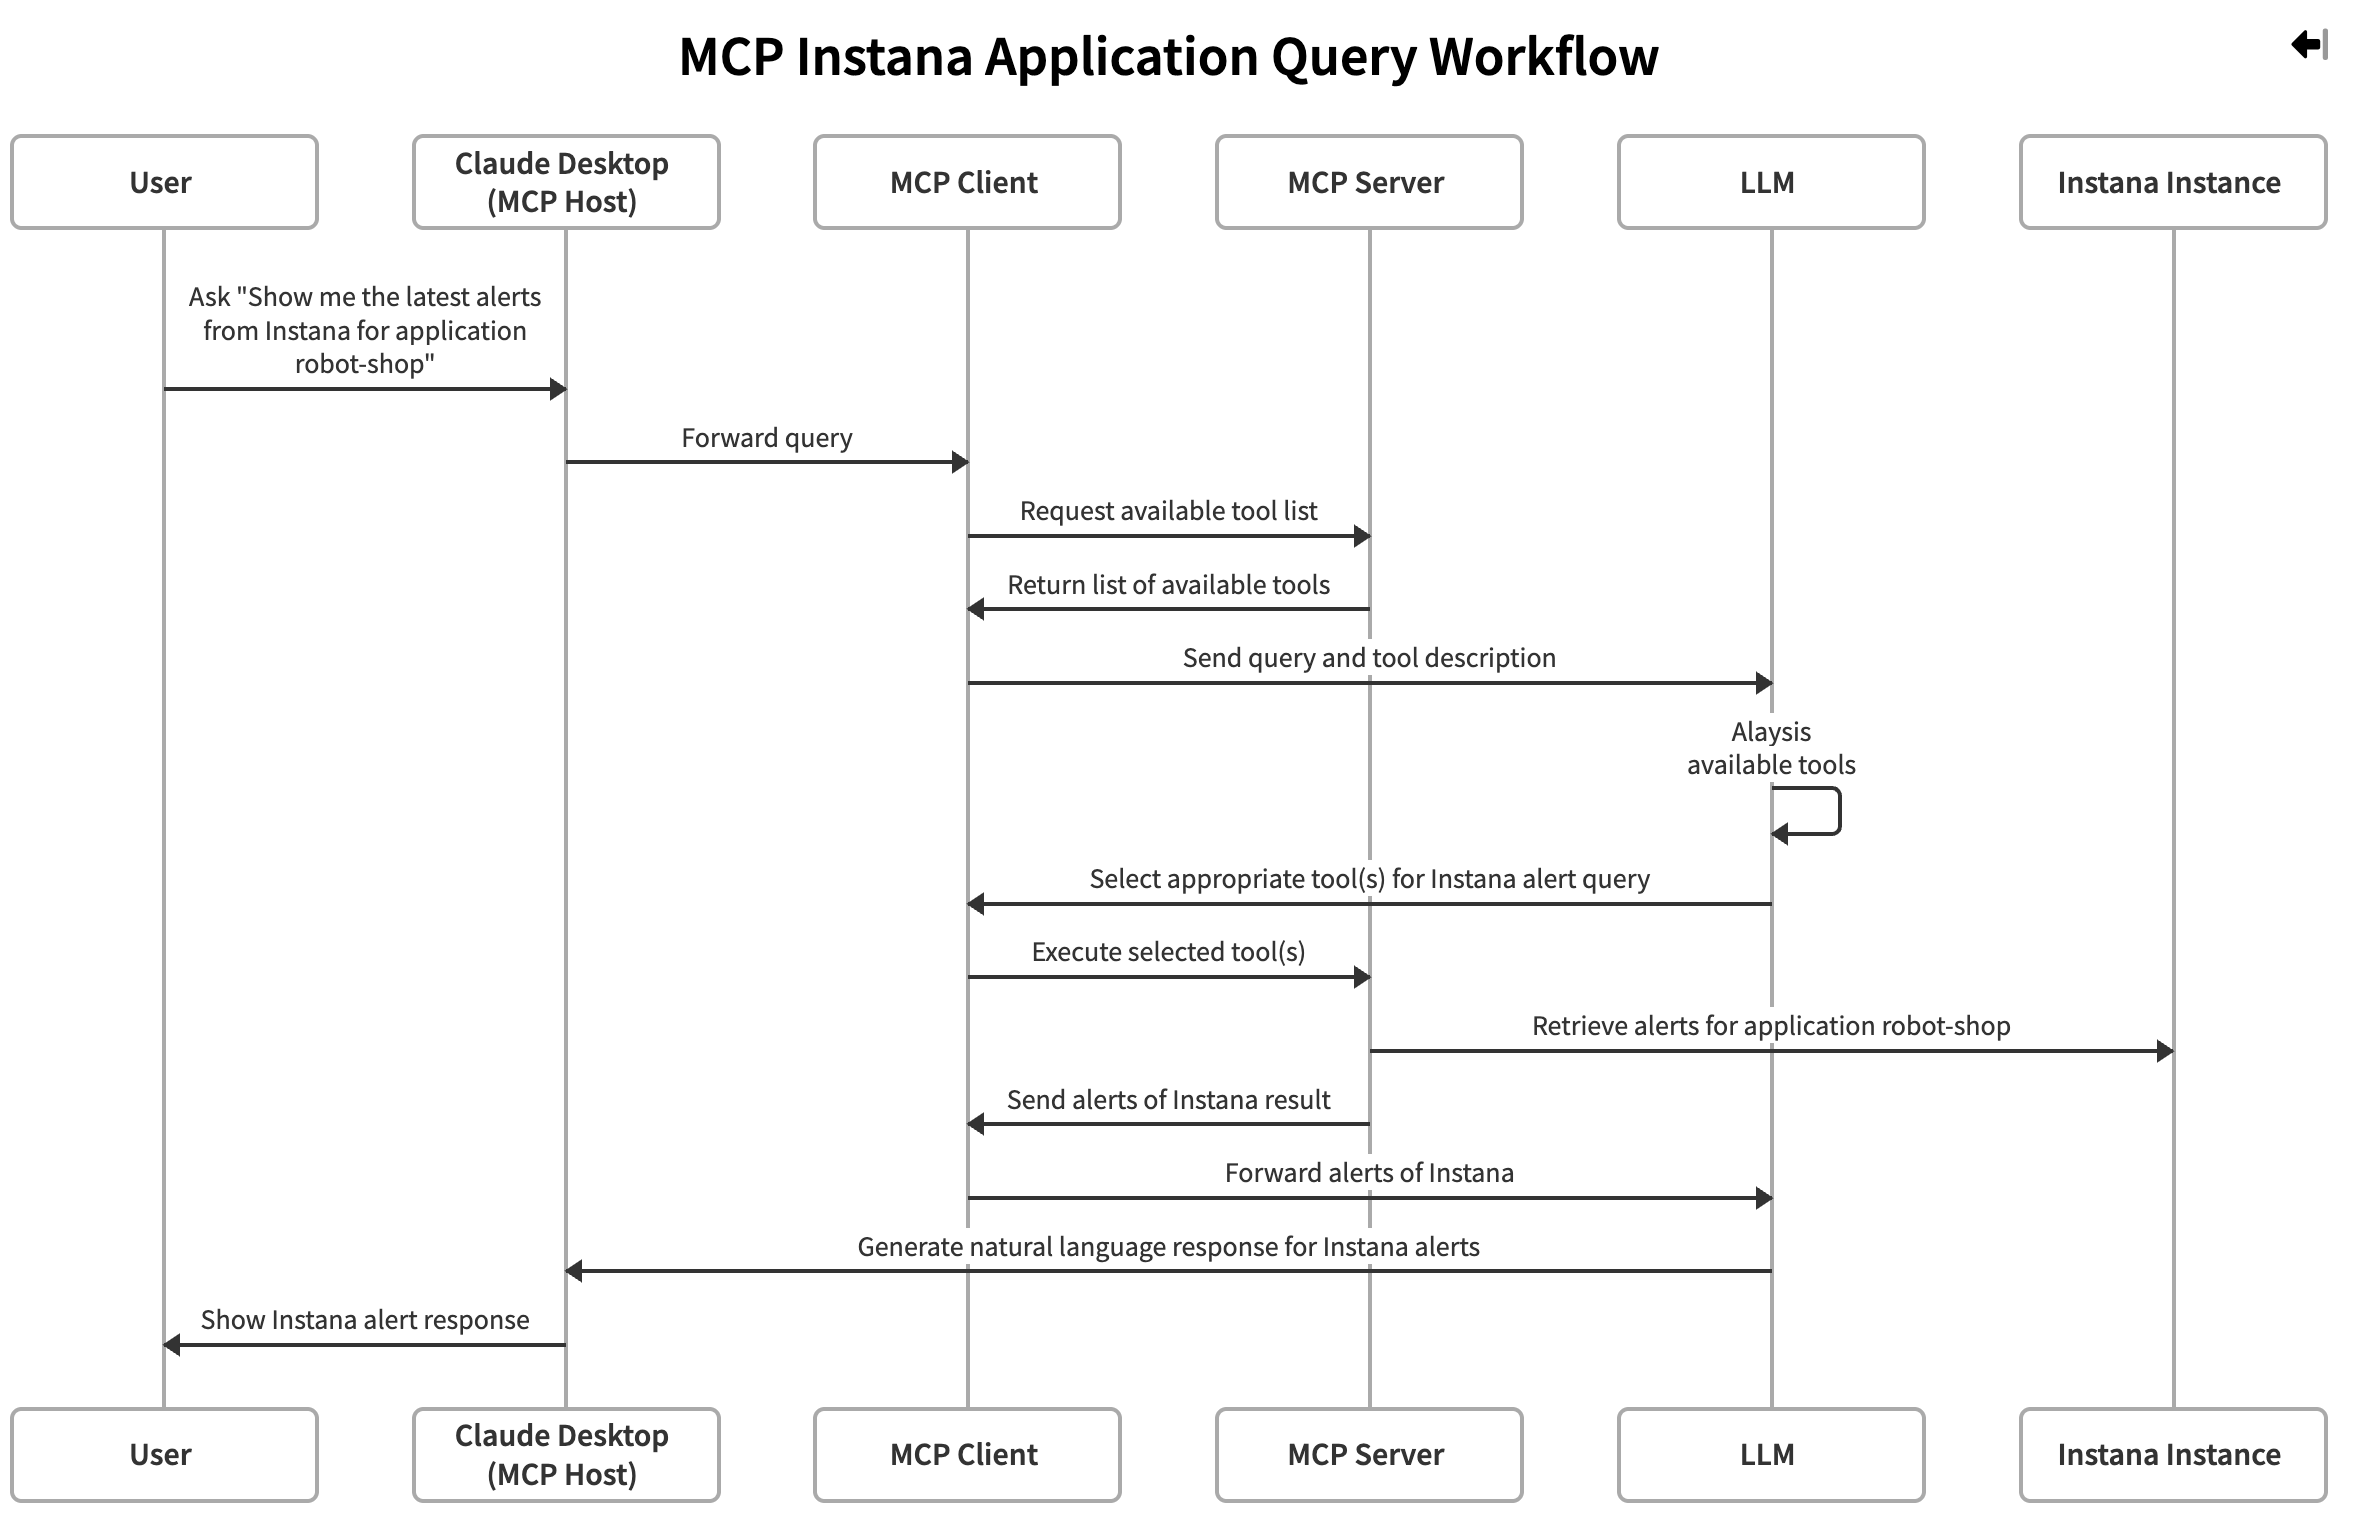 MCP Instana Application Query Workflow
User
Claude Desktop
(MCP Host)
MCP Client
MCP Server
LLM
Instana Instance
Ask "Show me the latest alerts
from Instana for application
robot-shop"
Forward query
Request available tool list
Return list of available tools
Send query and tool description
Alaysis
available tools
Select appropriate tool(s) for Instana alert query
Execute selected tool(s)
Retrieve alerts for application robot-shop
Send alerts of Instana result
Forward alerts of Instana
Generate natural language response for Instana alerts
Show Instana alert response
User
Claude Desktop
(MCP Host)
MCP Client
MCP Server
LLM
Instana Instance